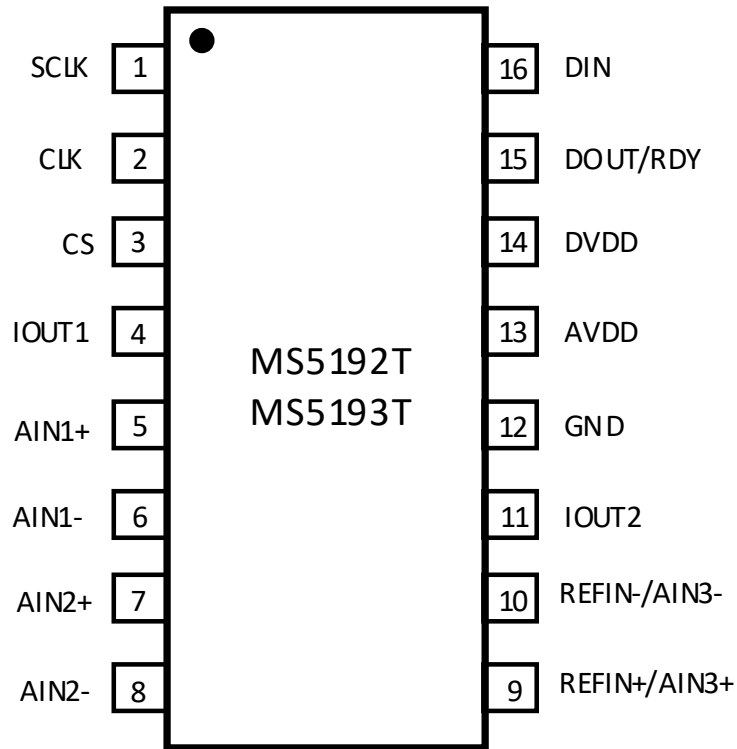 SCLK 1 16 DIN
CLK 2 15 DOUT/RDY
CS 3 14 DVDD
IOUT1 4 13 AVDD
MS5192T
MS5193T
AIN1+ 5 12 GND
AIN1- 6 11 IOUT2
AIN2+ 7 10 REFIN-/AIN3-
AIN2- 8 9 REFIN+/AIN3+